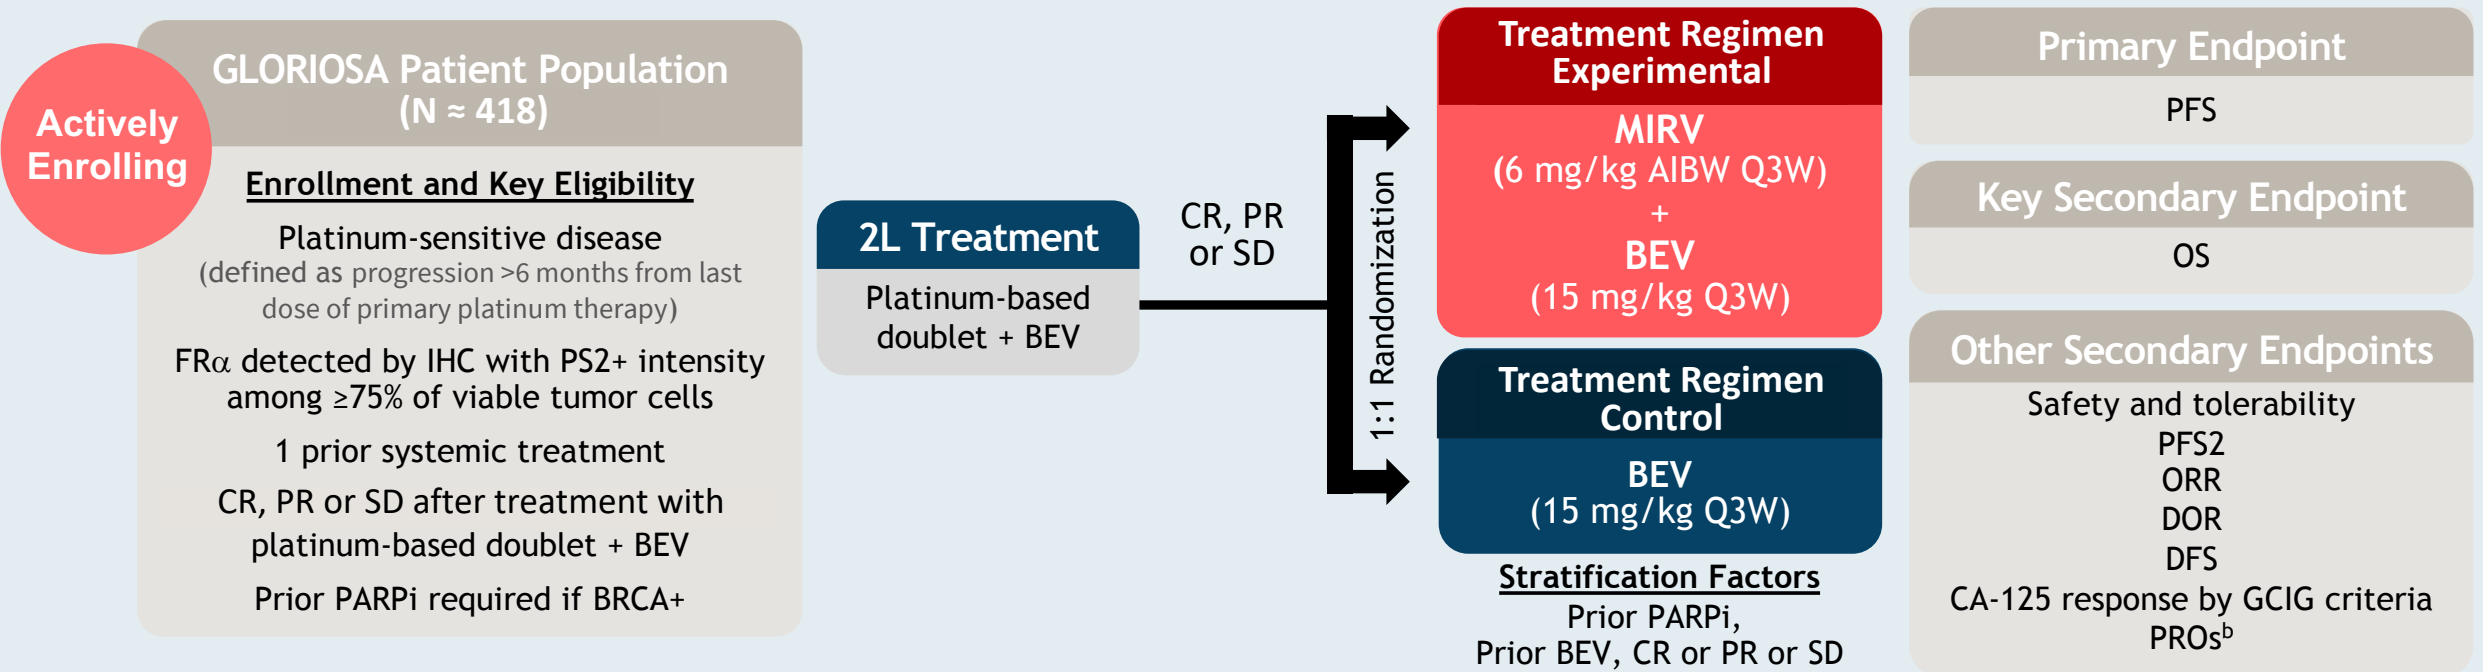 Actively
Enrolling
GLORIOSA Patient Population
(N ≈ 418)
Enrollment and Key Eligibility
Platinum-sensitive disease
(defined as progression >6 months from last
dose of primary platinum therapy)
FRα detected by IHC with PS2+ intensity
among ≥75% of viable tumor cells
1 prior systemic treatment
CR, PR or SD after treatment with
platinum-based doublet + BEV
Prior PARPi required if BRCA+
2L Treatment
Platinum-based
doublet + BEV
CR, PR
or SD
1:1 Randomization
Treatment Regimen
Experimental
MIRV
(6 mg/kg AIBW Q3W)
+
BEV
(15 mg/kg Q3W)
Treatment Regimen
Control
BEV
(15 mg/kg Q3W)
Stratification Factors
Prior PARPi,
Prior BEV, CR or PR or SD
Primary Endpoint
PFS
Key Secondary Endpoint
OS
Other Secondary Endpoints
Safety and tolerability
PFS2
ORR
DOR
DFS
CA-125 response by GCIG criteria
PROsᵇ